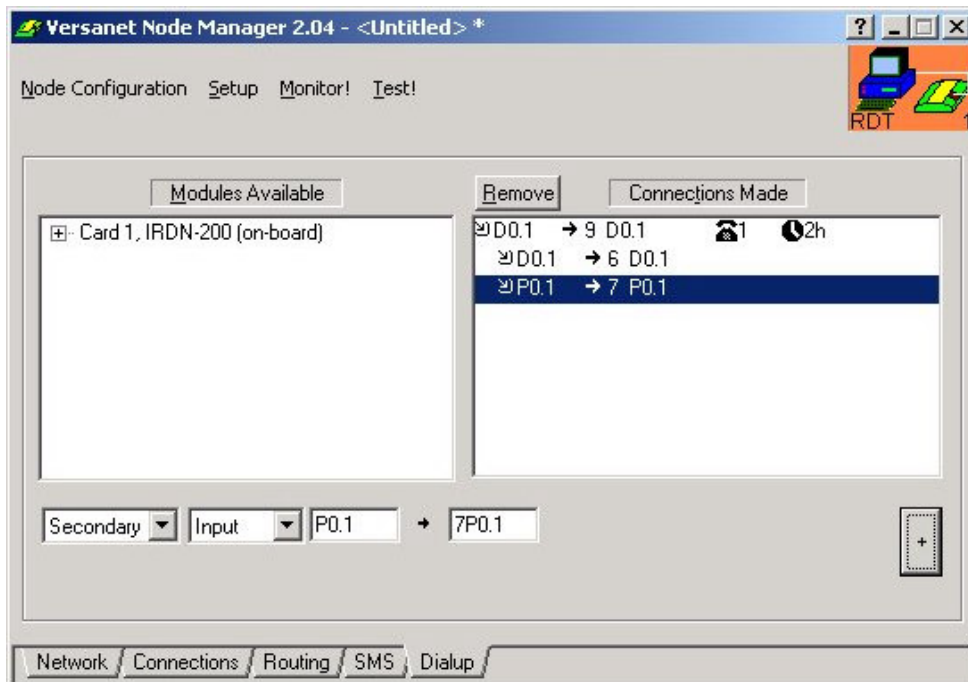 Versanet Node Manager 2.04 - <Untitled> *
Node Configuration Setup Monitor! Test!
RDT 1
Modules Available
Card 1, IRDN-200 (on-board)
Remove Connections Made
D0.1 → 9 D0.1 1 2h
D0.1 → 6 D0.1
P0.1 → 7 P0.1
Secondary Input P0.1 → 7P0.1
+
Network Connections Routing SMS Dialup